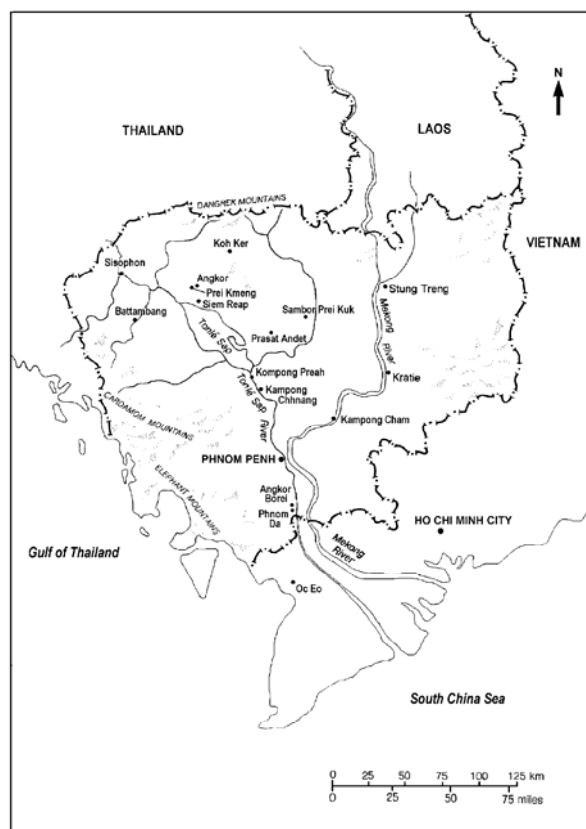 N
THAILAND
LAOS
DANGREK MOUNTAINS
VIETNAM
Koh Ker
Sisophon
Angkor
Prei Kmeng
Siem Reap
Stung Treng
Battambang
Sambor Prei Kuk
Tonlé Sap
Prasat Andet
Mekong River
Kompong Preah
Kratie
Kampong
Chhnang
Tonlé Sap River
CARDAMOM MOUNTAINS
Kampong Cham
PHNOM PENH
ELEPHANT MOUNTAINS
Angkor
Borei
Phnom
Da
HO CHI MINH CITY
Gulf of Thailand
Mekong
River
Oc Eo
South China Sea
0 25 50 75 100 125 km
0 25 50 75 miles